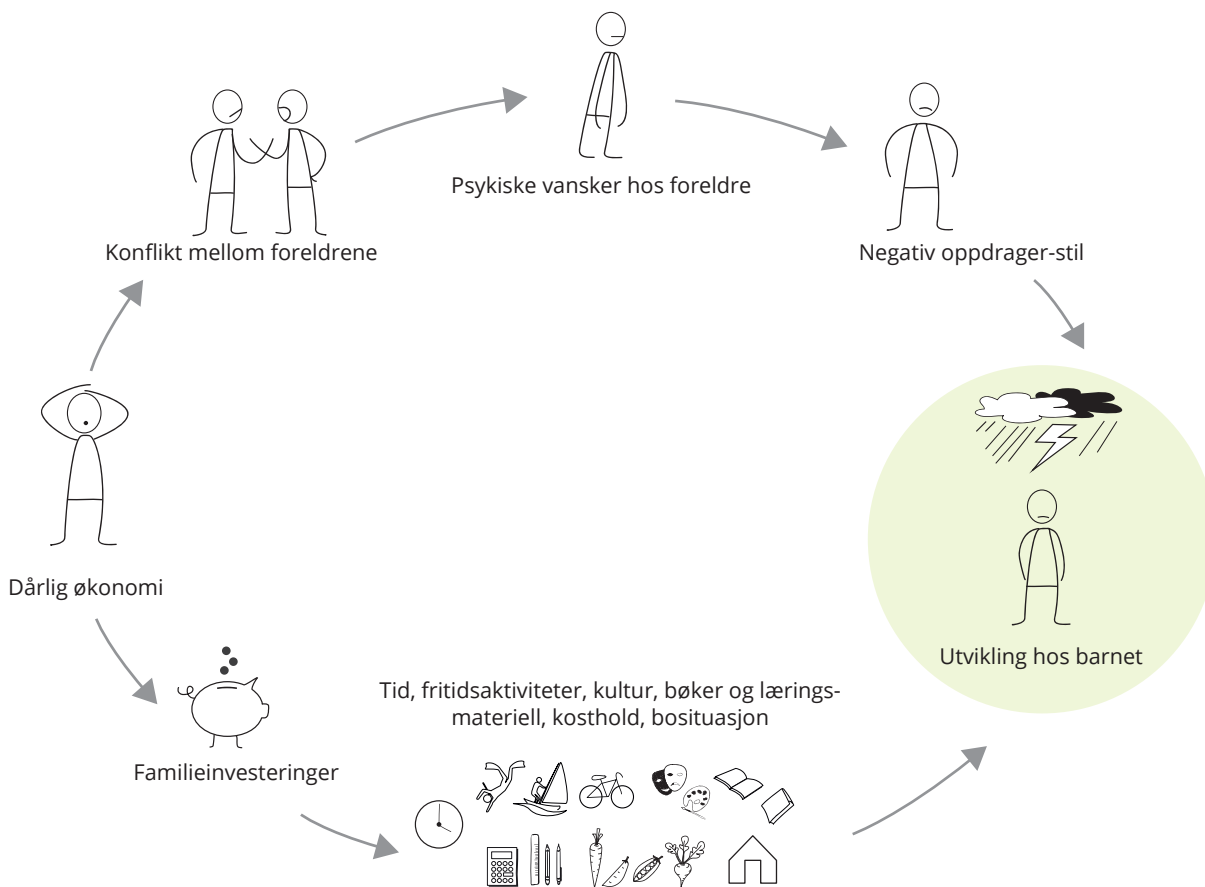 Psykiske vansker hos foreldre
Konflikt mellom foreldrene
Negativ oppdrager-stil
Dårlig økonomi
Utvikling hos barnet
Tid, fritidsaktiviteter, kultur, bøker og lærings-
materiell, kosthold, bosituasjon
Familieinvesteringer